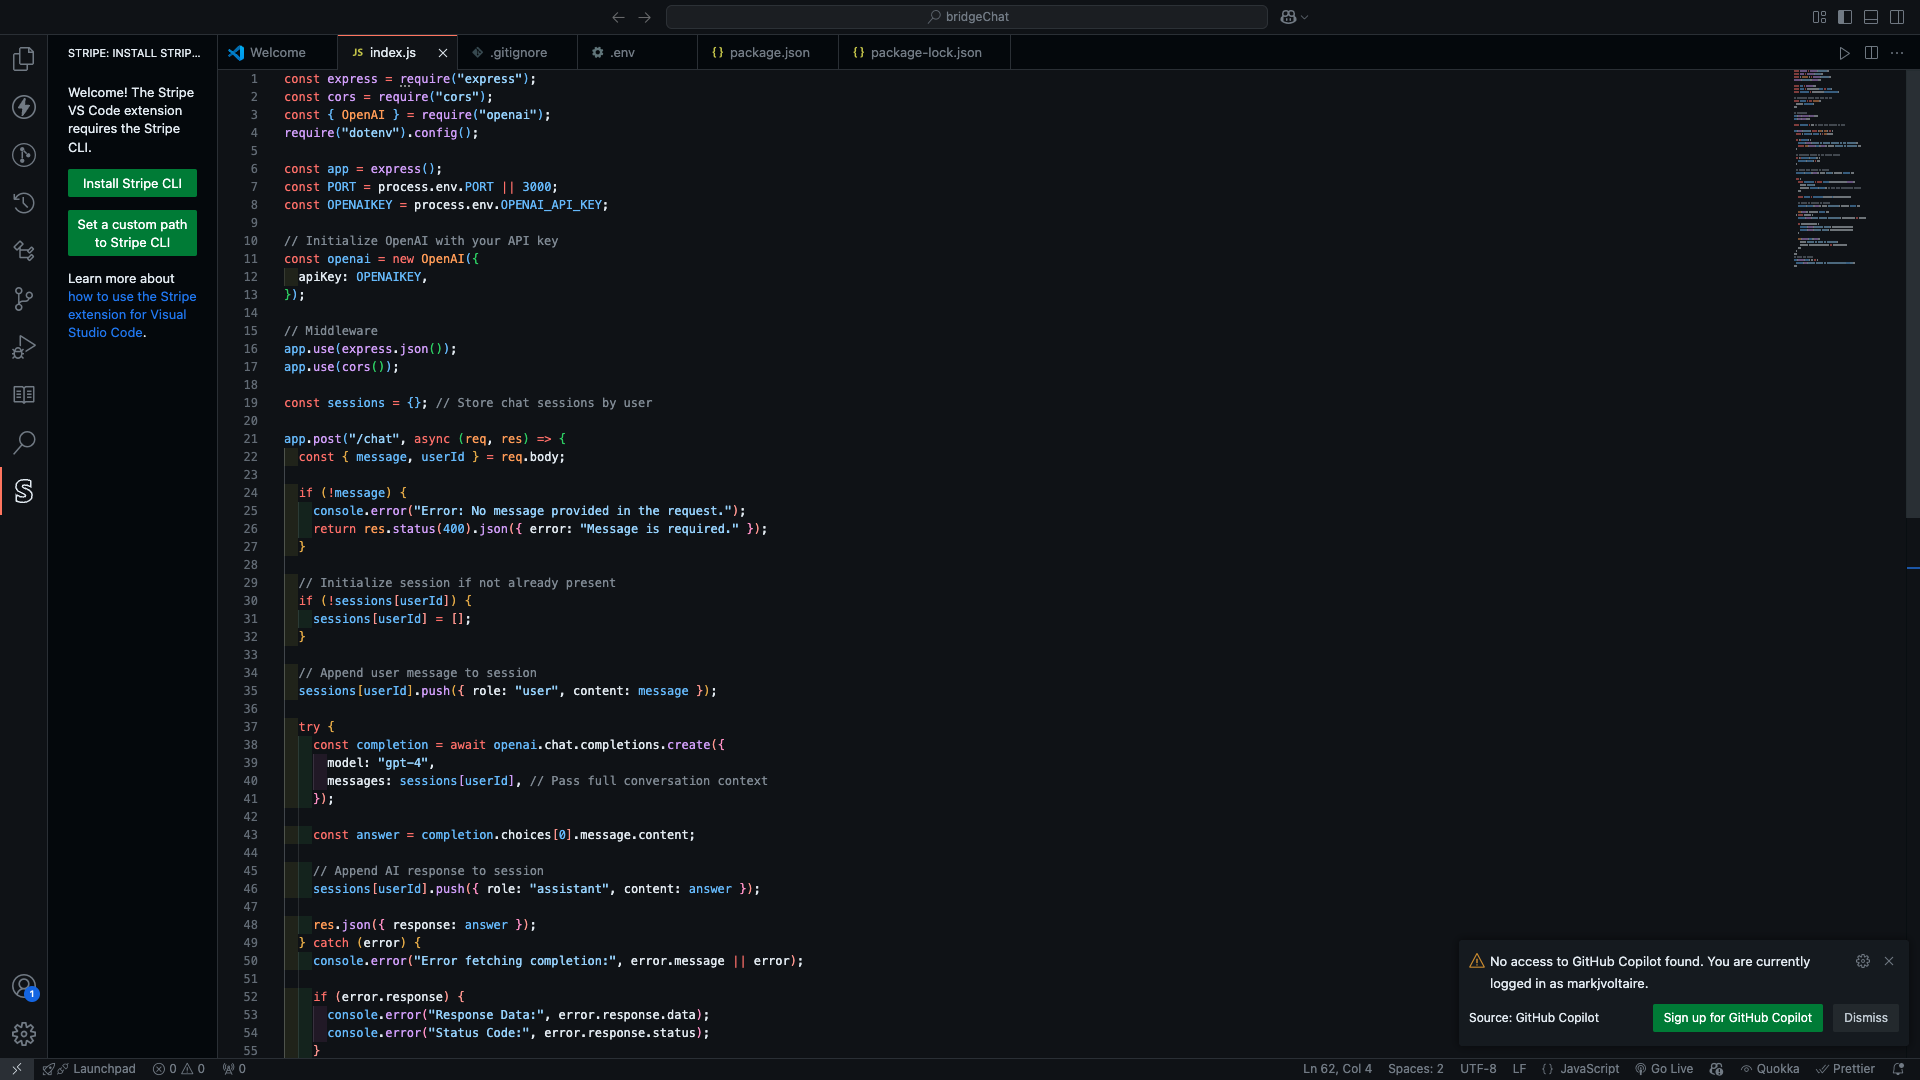 bridgeChat
STRIPE: INSTALL STRIP...
Welcome! The Stripe
VS Code extension
requires the Stripe
CLI.
Install Stripe CLI
Set a custom path
to Stripe CLI
Learn more about
how to use the Stripe
extension for Visual
Studio Code.
1
Welcome
JS index.js
.gitignore
.env
{} package.json
{} package-lock.json
1 const express = require("express");
2 const cors = require("cors");
3 const { OpenAI } = require("openai");
4 require("dotenv").config();
5
6 const app = express();
7 const PORT = process.env.PORT || 3000;
8 const OPENAIKEY = process.env.OPENAI_API_KEY;
9
10 // Initialize OpenAI with your API key
11 const openai = new OpenAI({
12   apiKey: OPENAIKEY,
13 });
14
15 // Middleware
16 app.use(express.json());
17 app.use(cors());
18
19 const sessions = {}; // Store chat sessions by user
20
21 app.post("/chat", async (req, res) => {
22   const { message, userId } = req.body;
23
24   if (!message) {
25     console.error("Error: No message provided in the request.");
26     return res.status(400).json({ error: "Message is required." });
27   }
28
29   // Initialize session if not already present
30   if (!sessions[userId]) {
31     sessions[userId] = [];
32   }
33
34   // Append user message to session
35   sessions[userId].push({ role: "user", content: message });
36
37   try {
38     const completion = await openai.chat.completions.create({
39       model: "gpt-4",
40       messages: sessions[userId], // Pass full conversation context
41     });
42
43     const answer = completion.choices[0].message.content;
44
45     // Append AI response to session
46     sessions[userId].push({ role: "assistant", content: answer });
47
48     res.json({ response: answer });
49   } catch (error) {
50     console.error("Error fetching completion:", error.message || error);
51
52     if (error.response) {
53       console.error("Response Data:", error.response.data);
54       console.error("Status Code:", error.response.status);
55     }
No access to GitHub Copilot found. You are currently
logged in as markjvoltaire.
Source: GitHub Copilot
Sign up for GitHub Copilot
Dismiss
Launchpad
0 0
0
Ln 62, Col 4
Spaces: 2
UTF-8
LF
{} JavaScript
Go Live
Quokka
Prettier